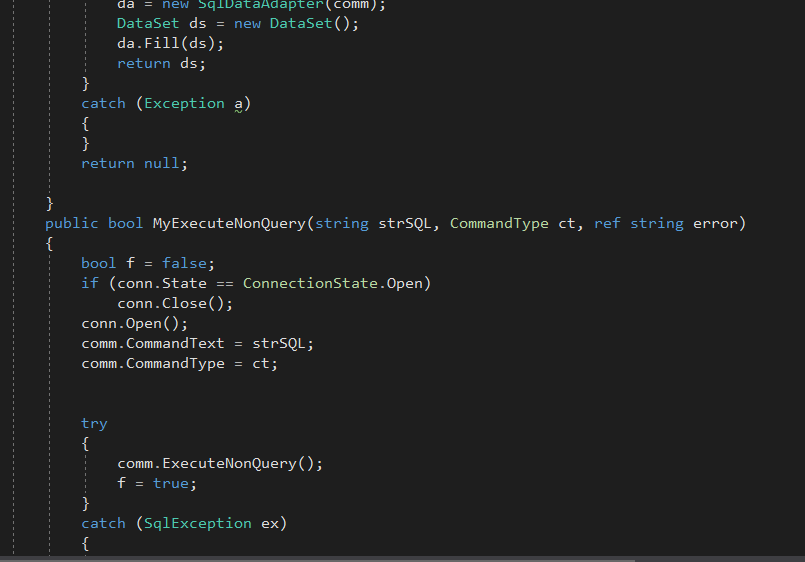 da = new SqlDataAdapter(comm);
DataSet ds = new DataSet();
da.Fill(ds);
return ds;
}
catch (Exception a)
{
}
return null;
}
public bool MyExecuteNonQuery(string strSQL, CommandType ct, ref string error)
{
bool f = false;
if (conn.State == ConnectionState.Open)
conn.Close();
conn.Open();
comm.CommandText = strSQL;
comm.CommandType = ct;
try
{
comm.ExecuteNonQuery();
f = true;
}
catch (SqlException ex)
{